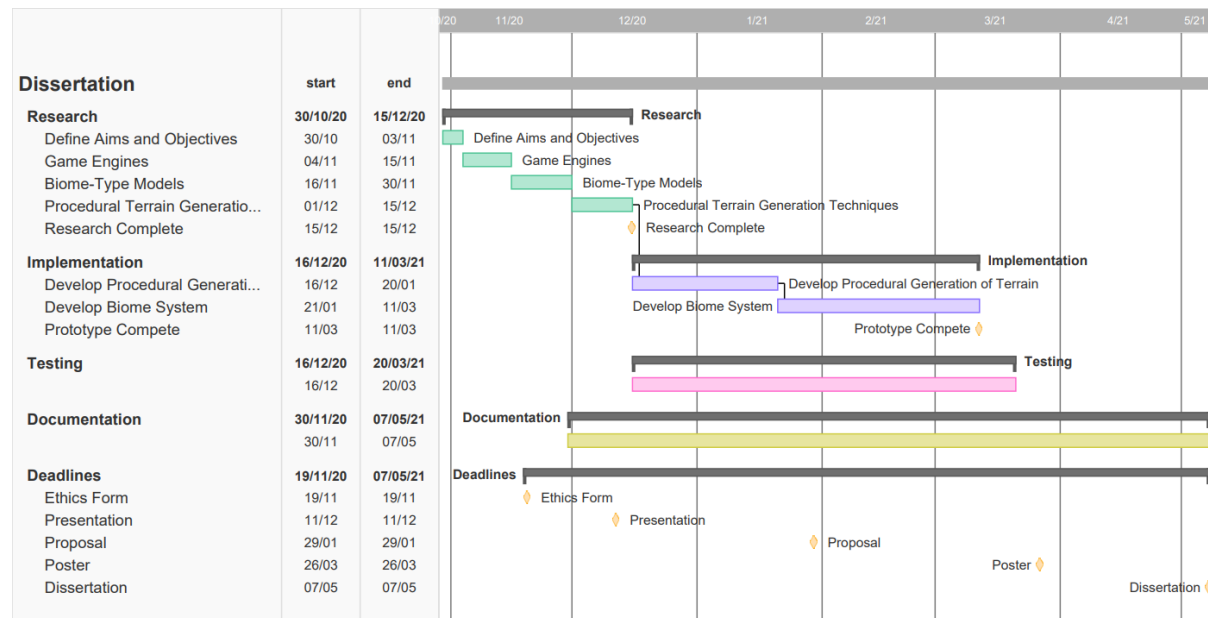 /20 11/20 12/20 1/21 2/21 3/21 4/21 5/21
Dissertation start end
Research 30/10/20 15/12/20 Research
Define Aims and Objectives 30/10 03/11 Define Aims and Objectives
Game Engines 04/11 15/11 Game Engines
Biome-Type Models 16/11 30/11 Biome-Type Models
Procedural Terrain Generatio... 01/12 15/12 Procedural Terrain Generation Techniques
Research Complete 15/12 15/12 Research Complete
Implementation 16/12/20 11/03/21 Implementation
Develop Procedural Generati... 16/12 20/01 Develop Procedural Generation of Terrain
Develop Biome System 21/01 11/03 Develop Biome System
Prototype Compete 11/03 11/03 Prototype Compete
Testing 16/12/20 20/03/21 Testing
16/12 20/03
Documentation 30/11/20 07/05/21 Documentation
30/11 07/05
Deadlines 19/11/20 07/05/21 Deadlines
Ethics Form 19/11 19/11 Ethics Form
Presentation 11/12 11/12 Presentation
Proposal 29/01 29/01 Proposal
Poster 26/03 26/03 Poster
Dissertation 07/05 07/05 Dissertation